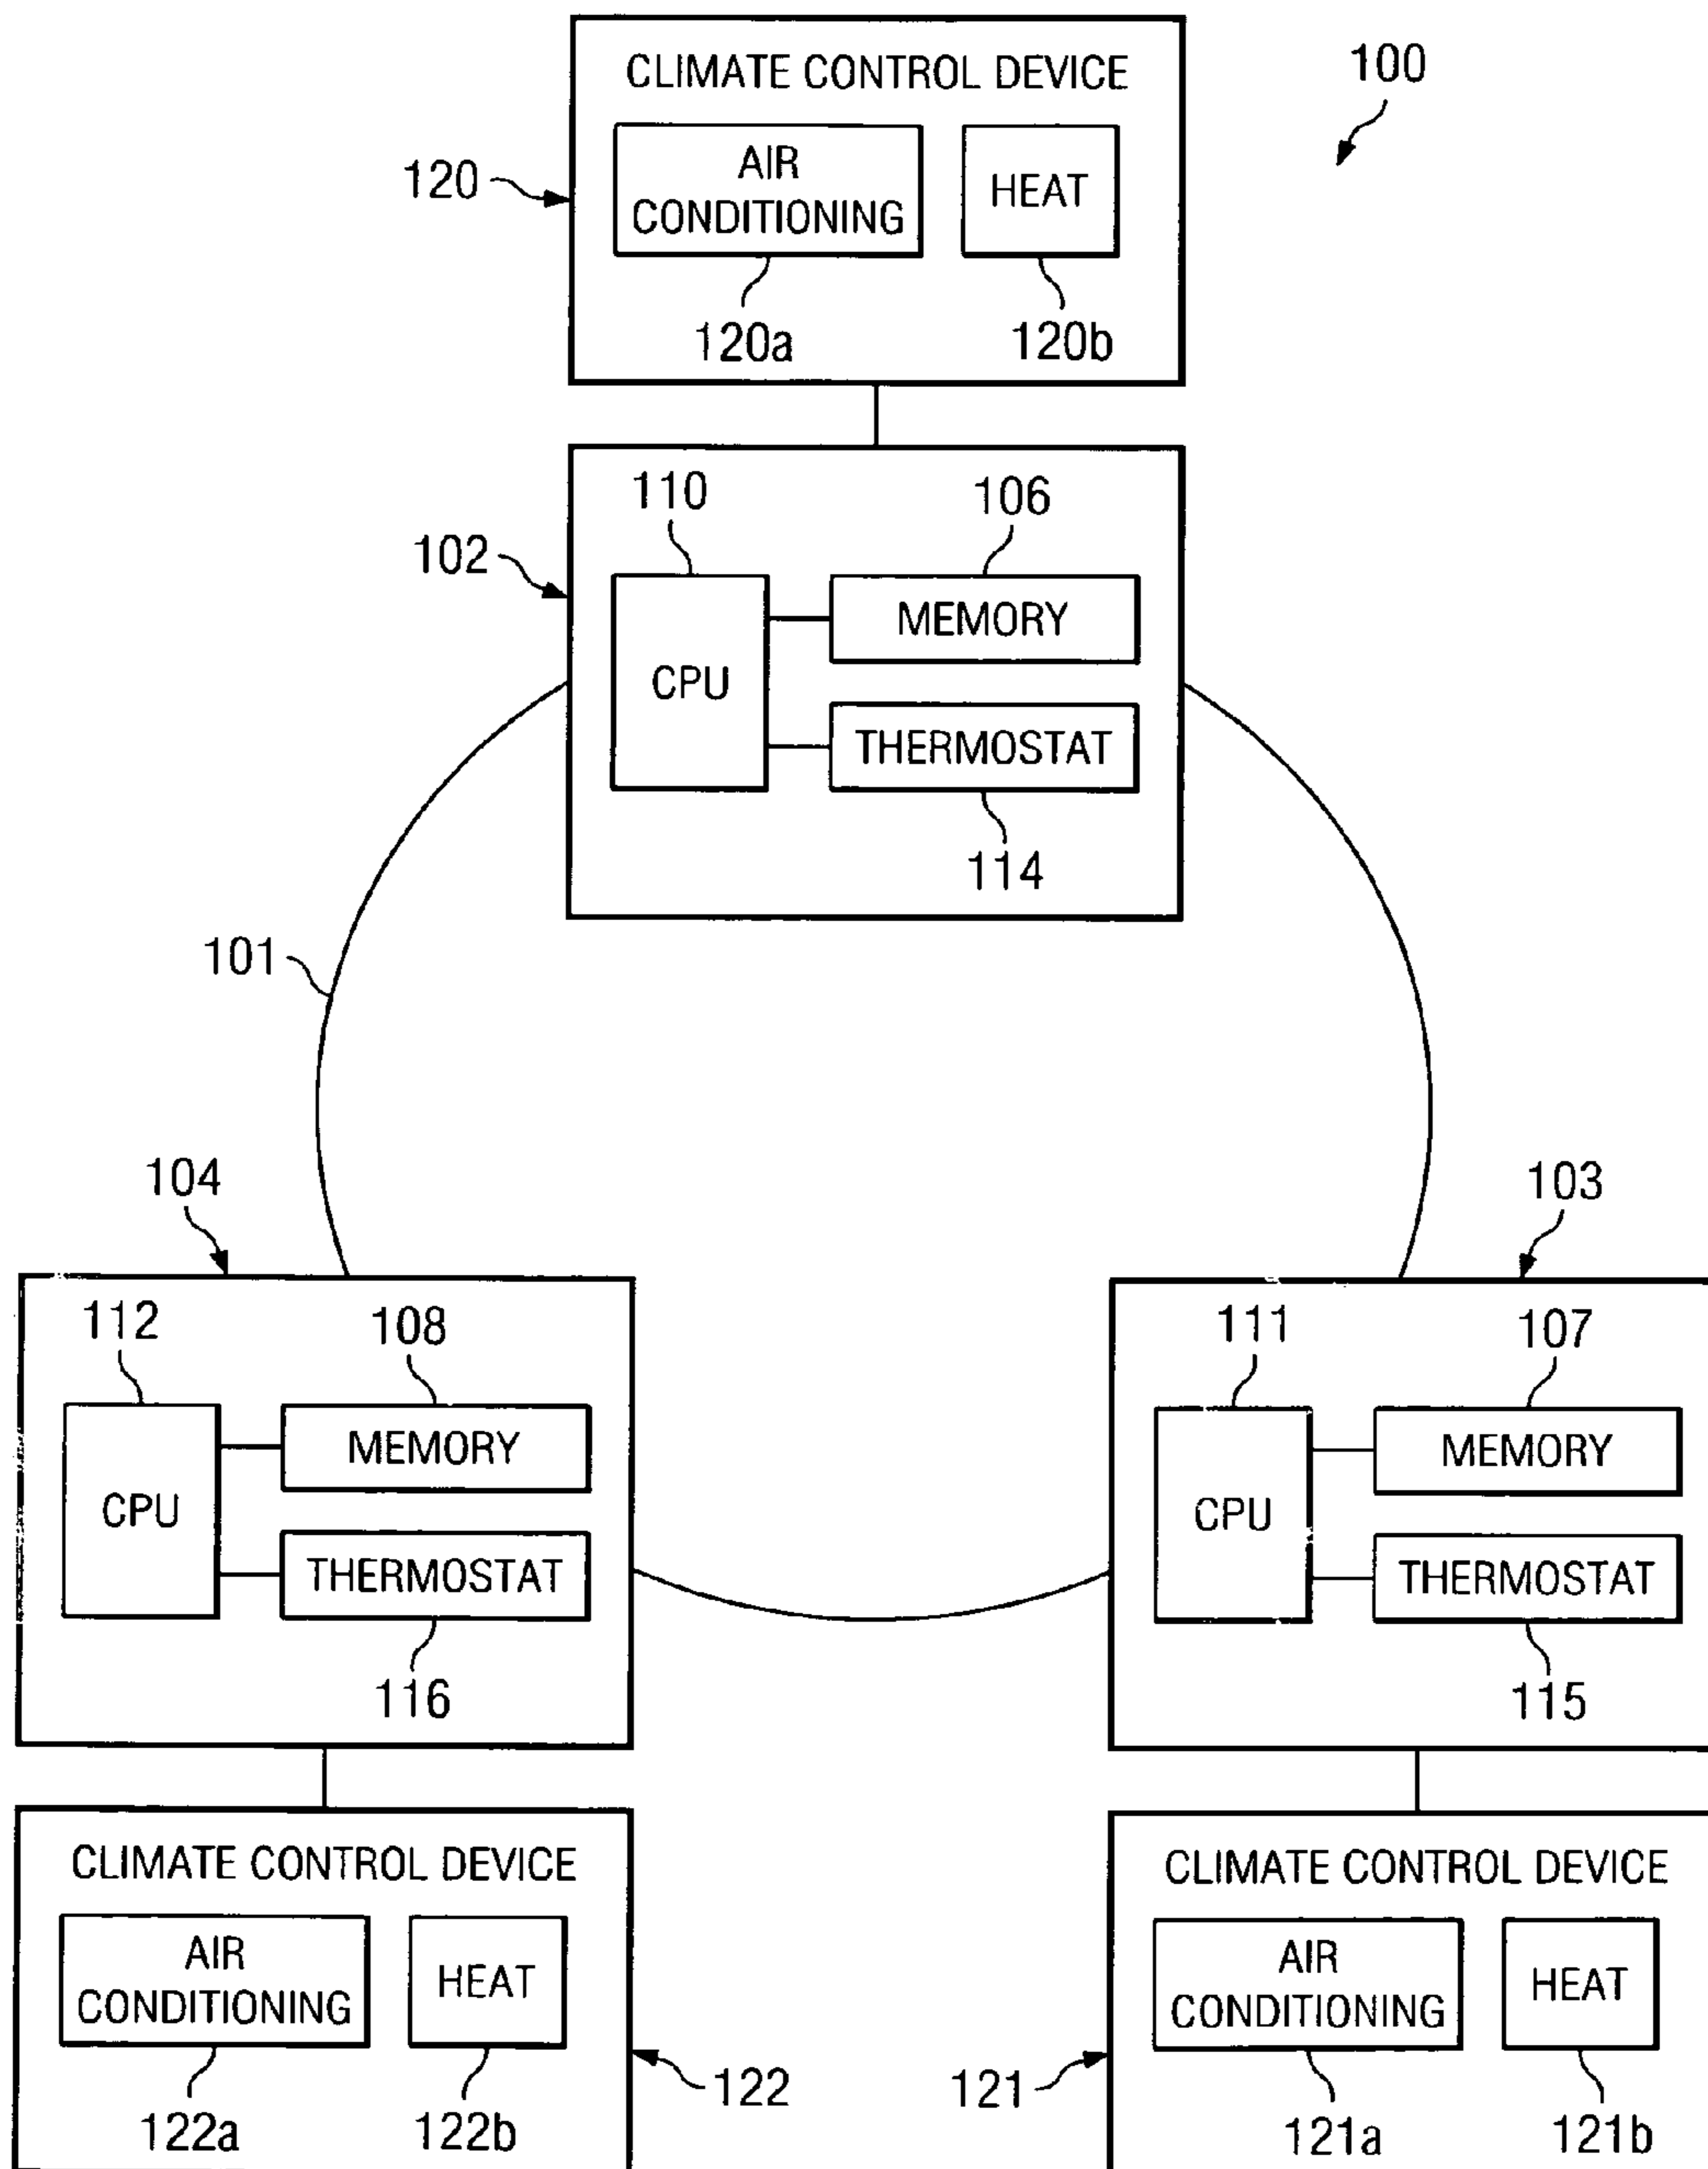 CLIMATE CONTROL DEVICE
100
AIR
CONDITIONING
HEAT
120
120a
120b
110
106
102
MEMORY
CPU
THERMOSTAT
114
101
104
103
112
108
MEMORY
CPU
THERMOSTAT
116
111
107
MEMORY
CPU
THERMOSTAT
115
CLIMATE CONTROL DEVICE
AIR
CONDITIONING
HEAT
122
122a
122b
CLIMATE CONTROL DEVICE
AIR
CONDITIONING
HEAT
121
121a
121b